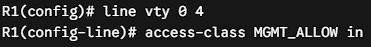 R1(config)# line vty 0 4
R1(config-line)# access-class MGMT_ALLOW in